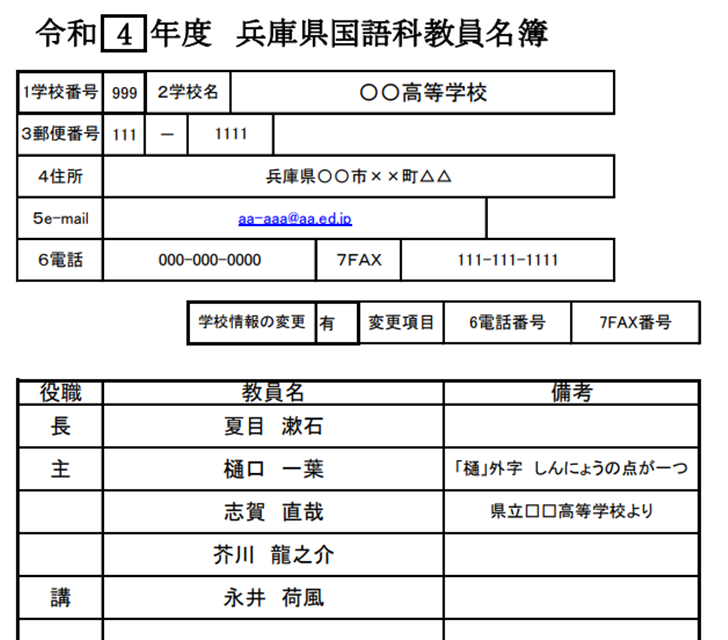 令和 4 年度 兵庫県国語科教員名簿
1学校番号 999 2学校名 〇〇高等学校
3郵便番号 111 － 1111
4住所 兵庫県〇〇市××町△△
5e-mail aa-aaa@aa.ed.jp
6電話 000-000-0000 7FAX 111-111-1111
学校情報の変更 有 変更項目 6電話番号 7FAX番号
役職 教員名 備考
長 夏目 漱石
主 樋口 一葉 「樋」外字 しんにょうの点が一つ
志賀 直哉 県立□□高等学校より
芥川 龍之介
講 永井 荷風